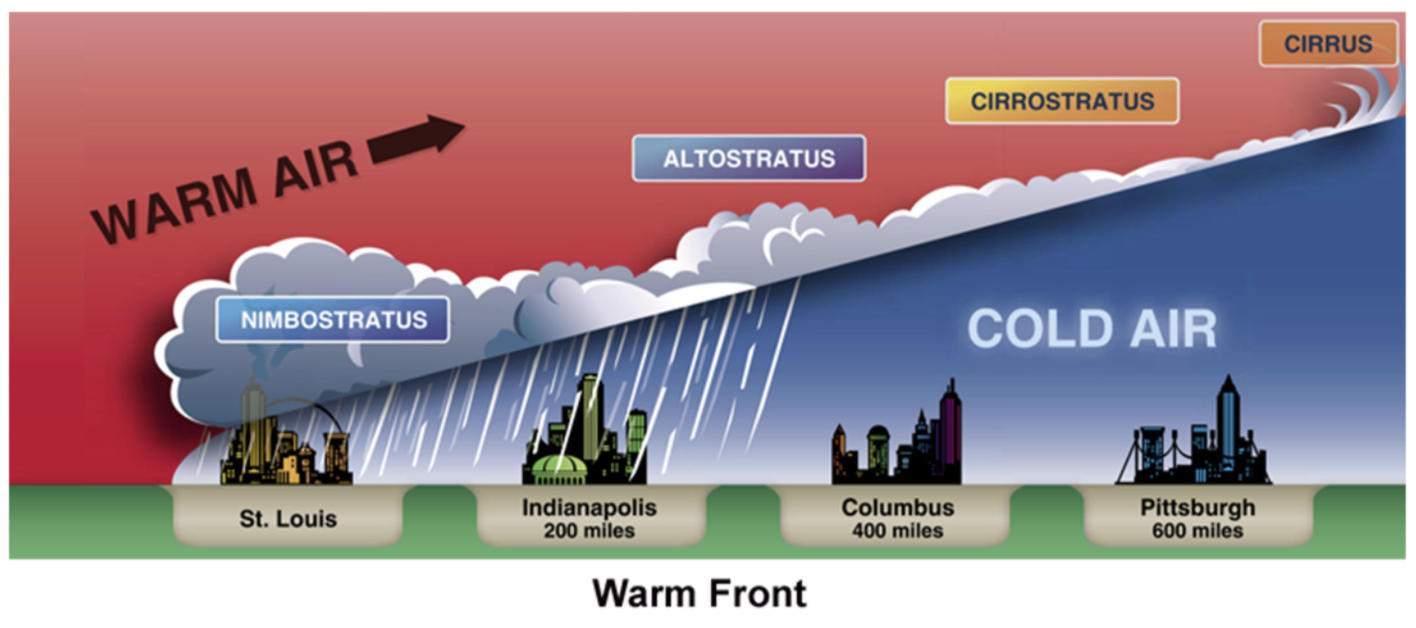 CIRRUS
CIRROSTRATUS
ALTOSTRATUS
WARM AIR
NIMBOSTRATUS
COLD AIR
St. Louis
Indianapolis
200 miles
Columbus
400 miles
Pittsburgh
600 miles
Warm Front